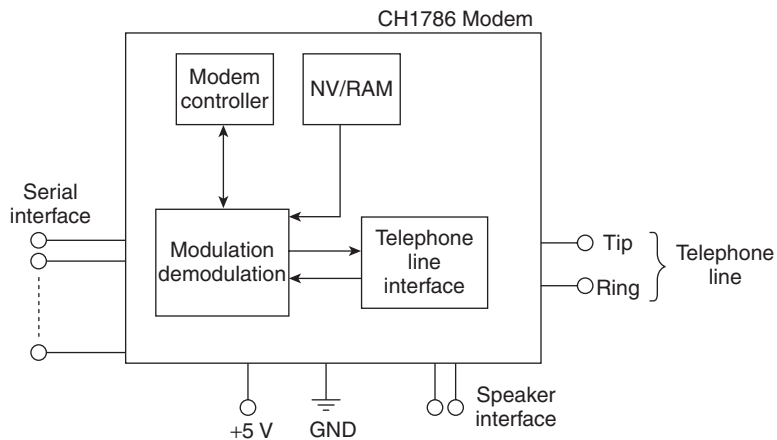 CH1786 Modem
Modem
controller
NV/RAM
Serial
interface
Modulation
demodulation
Telephone
line
interface
Tip
Ring
Telephone
line
+5 V
GND
Speaker
interface